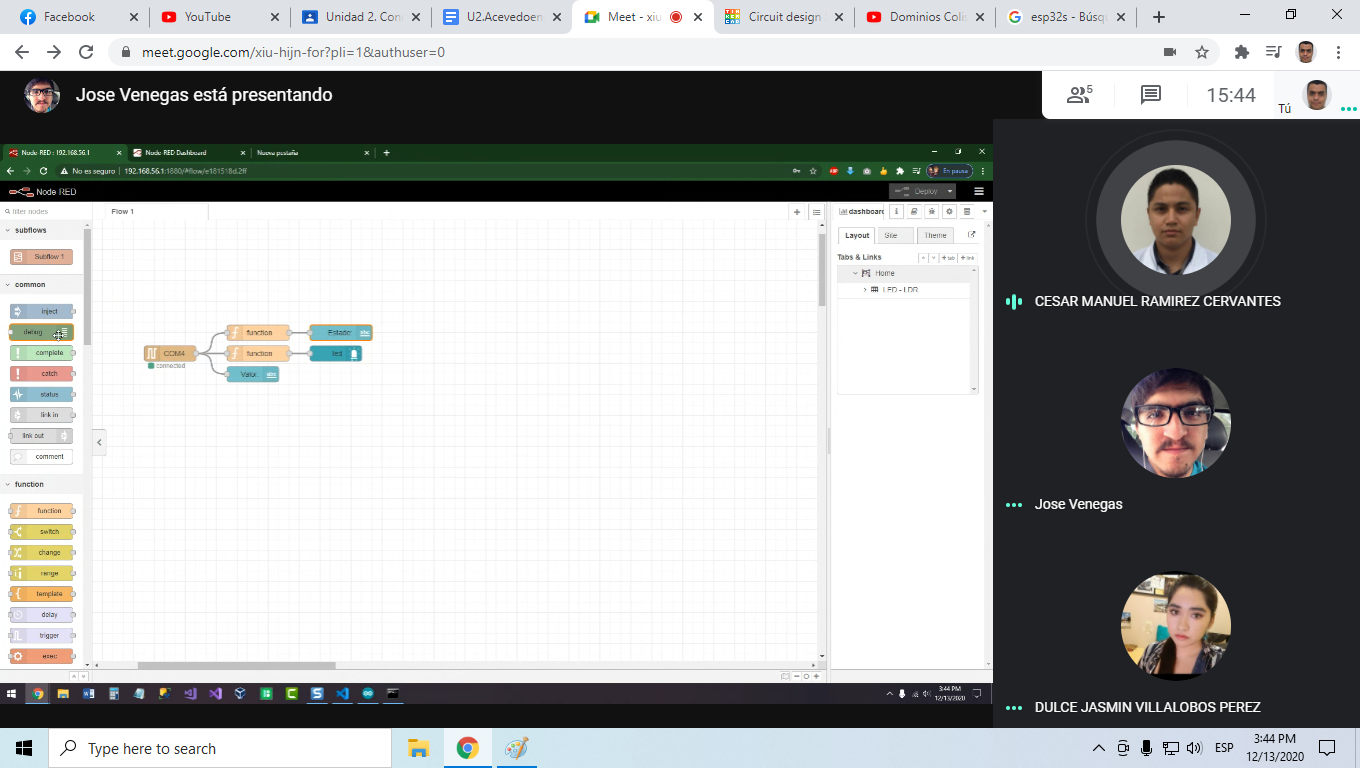 Facebook
YouTube
Unidad 2. Con
U2.Acevedoen
Meet - xiu
Circuit design
Dominios Coli
esp32s - Búsq
meet.google.com/xiu-hijn-for?pli=1&authuser=0
Jose Venegas está presentando
5
15:44
Tú
Node-RED : 192.168.56.1
Node-RED Dashboard
Nueva pestaña
No es seguro
192.168.56.1:1880/#flow/e181518d.2ff
En pausa
Node RED
Deploy
filter nodes
Flow 1
dashboard
subflows
Subflow 1
common
inject
debug
complete
catch
status
link in
link out
comment
function
function
switch
change
range
template
delay
trigger
exec
COM4
connected
function
Estado:
abc
function
led
Valor:
abc
Layout
Site
Theme
Tabs & Links
tab
link
Home
LED - LDR
3:44 PM
12/13/2020
CESAR MANUEL RAMIREZ CERVANTES
Jose Venegas
DULCE JASMIN VILLALOBOS PEREZ
Type here to search
ESP
3:44 PM
12/13/2020